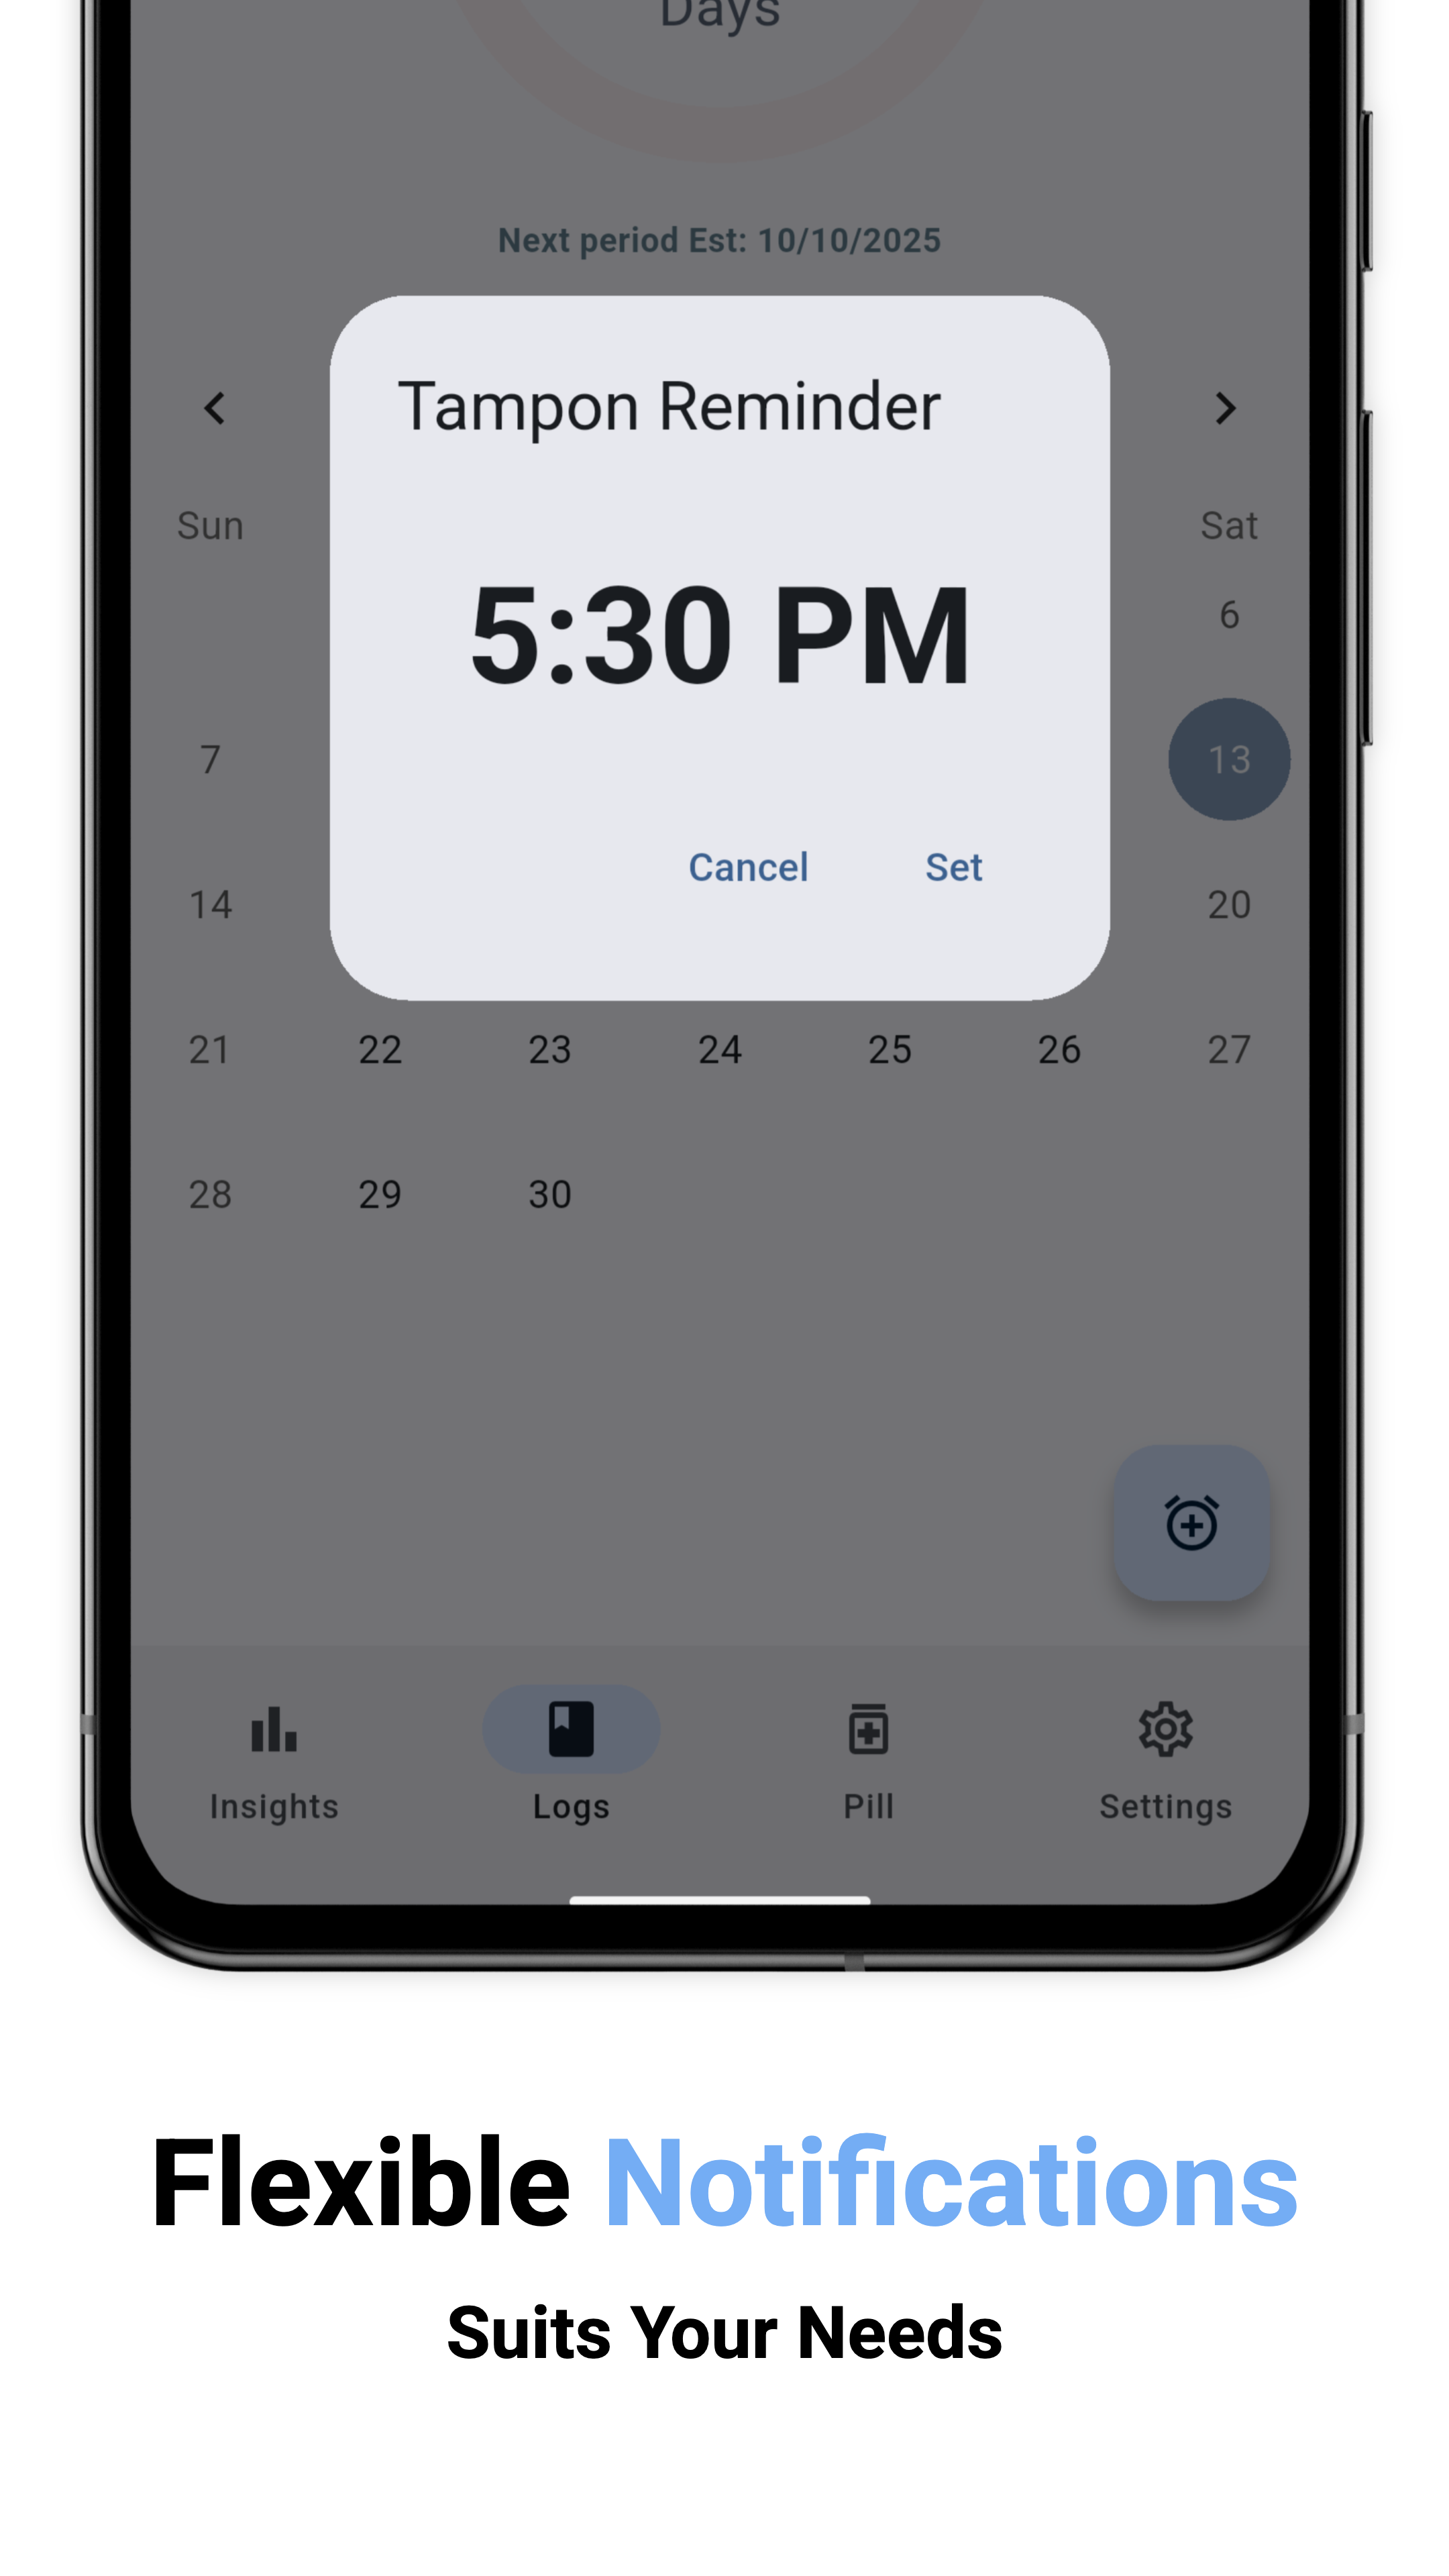 Days
Next period Est: 10/10/2025
Tampon Reminder
Sun Sat
5:30 PM
6
7 13
Cancel Set
14 20
21 22 23 24 25 26 27
28 29 30
Insights Logs Pill Settings
Flexible Notifications
Suits Your Needs